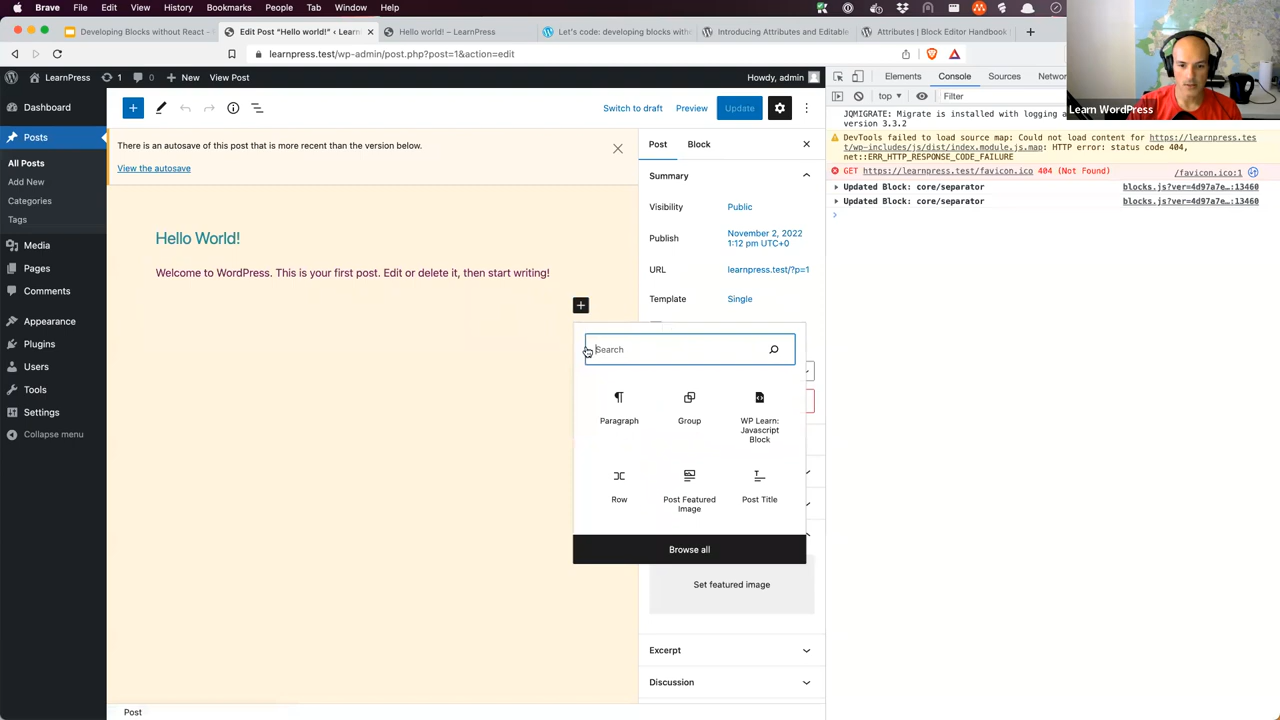 Brave Browser File Edit View History Bookmarks Profiles Tab Window Help
Developing Blocks without React -
Edit Post “Hello world!” ‹ Learn
Hello world! – LearnPress
Let's code: developing blocks with
Introducing Attributes and Editable
Attributes | Block Editor Handbook
learnpress.test/wp-admin/post.php?post=1&action=edit
LearnPress 1 0 New View Post
Howdy, admin
Elements Console Sources Network
Learn WordPress
Dashboard
Posts
All Posts
Add New
Categories
Tags
Media
Pages
Comments
Appearance
Plugins
Users
Tools
Settings
Collapse menu
Switch to draft Preview Update
There is an autosave of this post that is more recent than the version below.
View the autosave
Hello World!
Welcome to WordPress. This is your first post. Edit or delete it, then start writing!
Post Block
Summary
Visibility Public
Publish November 2, 2022
1:12 pm UTC+0
URL learnpress.test/?p=1
Template Single
Search
Paragraph
Group
WP Learn:
Javascript
Block
Row
Post Featured
Image
Post Title
Browse all
Set featured image
Excerpt
Discussion
Post
top Filter
JQMIGRATE: Migrate is installed with logging a
version 3.3.2
DevTools failed to load source map: Could not load content for https://learnpress.tes
t/wp-includes/js/dist/index.module.js.map: HTTP error: status code 404,
net::ERR_HTTP_RESPONSE_CODE_FAILURE
GET https://learnpress.test/favicon.ico 404 (Not Found) /favicon.ico:1
Updated Block: core/separator blocks.js?ver=4d97a7e…:13460
Updated Block: core/separator blocks.js?ver=4d97a7e…:13460